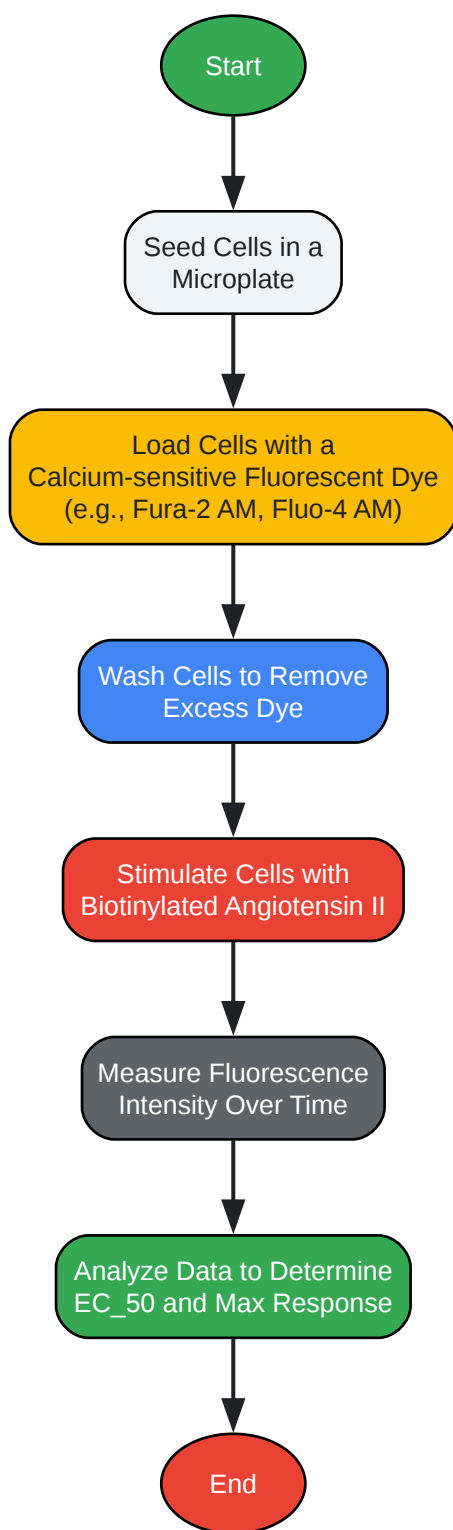 Start
Seed Cells in a
Microplate
Load Cells with a
Calcium-sensitive Fluorescent Dye
(e.g., Fura-2 AM, Fluo-4 AM)
Wash Cells to Remove
Excess Dye
Stimulate Cells with
Biotinylated Angiotensin II
Measure Fluorescence
Intensity Over Time
Analyze Data to Determine
EC_50 and Max Response
End